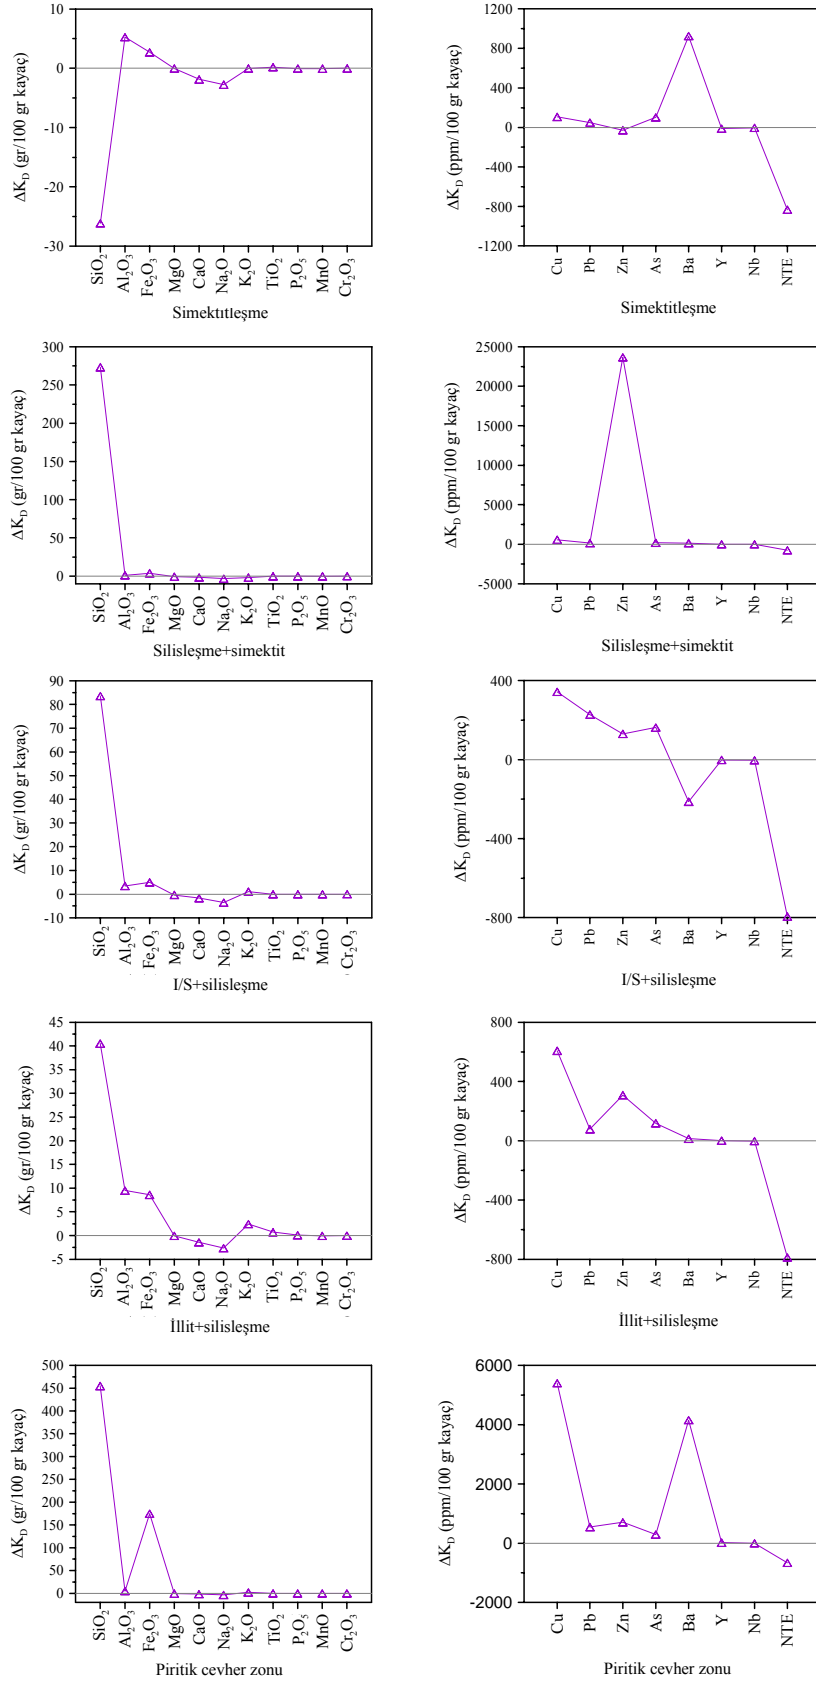 10
0
-10
-20
-30
ΔK_D (gr/100 gr kayaç)
SiO₂
Al₂O₃
Fe₂O₃
MgO
CaO
Na₂O
K₂O
TiO₂
P₂O₅
MnO
Cr₂O₃
Simektıtleşme
1200
800
400
0
-400
-800
-1200
ΔK_D (ppm/100 gr kayaç)
Cu
Pb
Zn
As
Ba
Y
Nb
NTE
Simektitleşme
300
250
200
150
100
50
0
ΔK_D (gr/100 gr kayaç)
SiO₂
Al₂O₃
Fe₂O₃
MgO
CaO
Na₂O
K₂O
TiO₂
P₂O₅
MnO
Cr₂O₃
Silisleşme+simektit
25000
20000
15000
10000
5000
0
-5000
ΔK_D (ppm/100 gr kayaç)
Cu
Pb
Zn
As
Ba
Y
Nb
NTE
Silisleşme+simektit
90
80
70
60
50
40
30
20
10
0
-10
ΔK_D (gr/100 gr kayaç)
SiO₂
Al₂O₃
Fe₂O₃
MgO
CaO
Na₂O
K₂O
TiO₂
P₂O₅
MnO
Cr₂O₃
I/S+silisleşme
400
0
-400
-800
ΔK_D (ppm/100 gr kayaç)
Cu
Pb
Zn
As
Ba
Y
Nb
NTE
I/S+silisleşme
45
40
35
30
25
20
15
10
5
0
-5
ΔK_D (gr/100 gr kayaç)
SiO₂
Al₂O₃
Fe₂O₃
MgO
CaO
Na₂O
K₂O
TiO₂
P₂O₅
MnO
Cr₂O₃
İllit+silisleşme
800
400
0
-400
-800
ΔK_D (ppm/100 gr kayaç)
Cu
Pb
Zn
As
Ba
Y
Nb
NTE
İllit+silisleşme
500
450
400
350
300
250
200
150
100
50
0
ΔK_D (gr/100 gr kayaç)
SiO₂
Al₂O₃
Fe₂O₃
MgO
CaO
Na₂O
K₂O
TiO₂
P₂O₅
MnO
Cr₂O₃
Piritik cevher zonu
6000
4000
2000
0
-2000
ΔK_D (ppm/100 gr kayaç)
Cu
Pb
Zn
As
Ba
Y
Nb
NTE
Piritik cevher zonu